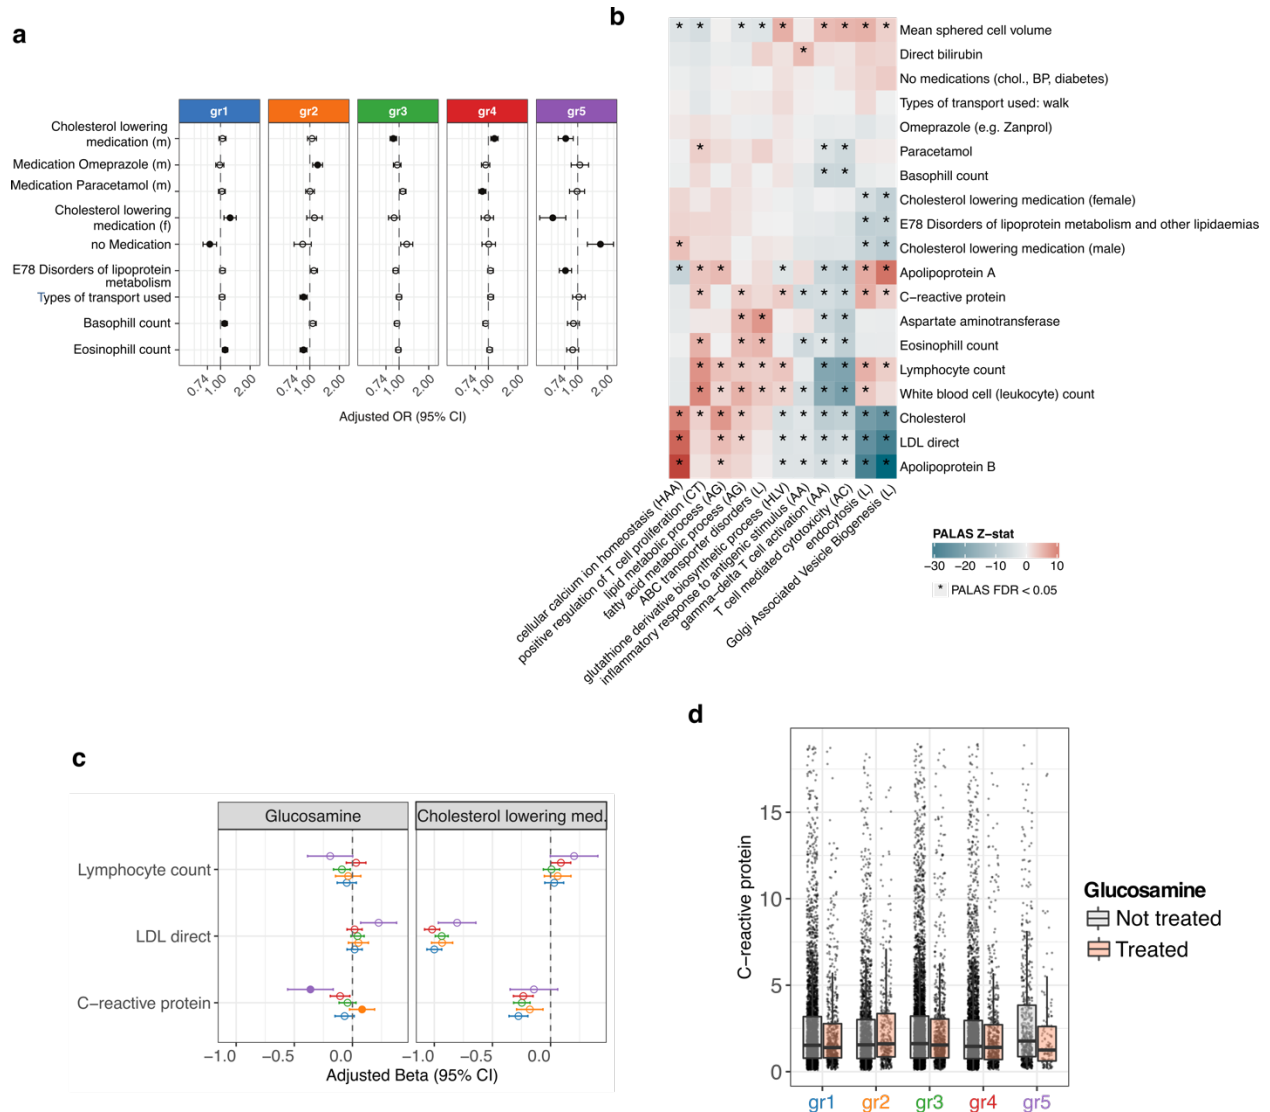 a
gr1 gr2 gr3 gr4 gr5
Cholesterol lowering
medication (m)
Medication Omeprazole (m)
Medication Paracetamol (m)
Cholesterol lowering
medication (f)
no Medication
E78 Disorders of lipoprotein
metabolism
Types of transport used
Basophill count
Eosinophill count
0.74 1.00 2.00 0.74 1.00 2.00 0.74 1.00 2.00 0.74 1.00 2.00 0.74 1.00 2.00
Adjusted OR (95% CI)
b
Mean sphered cell volume
Direct bilirubin
No medications (chol., BP, diabetes)
Types of transport used: walk
Omeprazole (e.g. Zanprol)
Paracetamol
Basophill count
Cholesterol lowering medication (female)
E78 Disorders of lipoprotein metabolism and other lipidaemias
Cholesterol lowering medication (male)
Apolipoprotein A
C−reactive protein
Aspartate aminotransferase
Eosinophill count
Lymphocyte count
White blood cell (leukocyte) count
Cholesterol
LDL direct
Apolipoprotein B
cellular calcium ion homeostasis (HAA)
positive regulation of T cell proliferation (CT)
lipid metabolic process (AG)
fatty acid metabolic process (AG)
ABC transporter disorders (L)
glutathione derivative biosynthetic process (HLV)
inflammatory response to antigenic stimulus (AA)
gamma−delta T cell activation (AA)
T cell mediated cytotoxicity (AC)
endocytosis (L)
Golgi Associated Vesicle Biogenesis (L)
PALAS Z−stat
−30 −20 −10 0 10
* PALAS FDR < 0.05
c
Glucosamine Cholesterol lowering med.
Lymphocyte count
LDL direct
C−reactive protein
−1.0 −0.5 0.0 −1.0 −0.5 0.0
Adjusted Beta (95% CI)
d
C−reactive protein
15
10
5
0
gr1 gr2 gr3 gr4 gr5
Glucosamine
Not treated
Treated